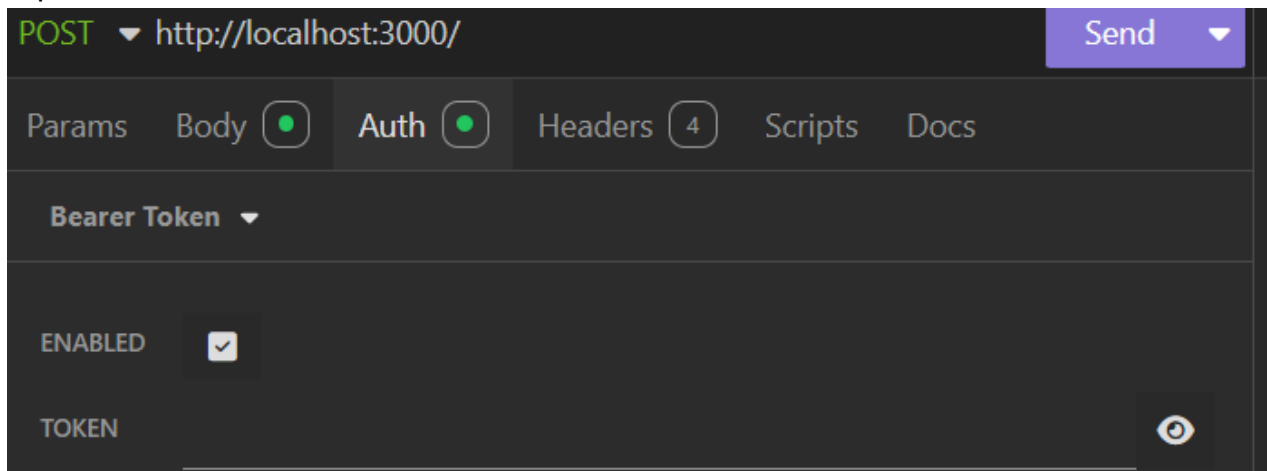 POST http://localhost:3000/ Send
Params Body Auth Headers 4 Scripts Docs
Bearer Token
ENABLED
TOKEN